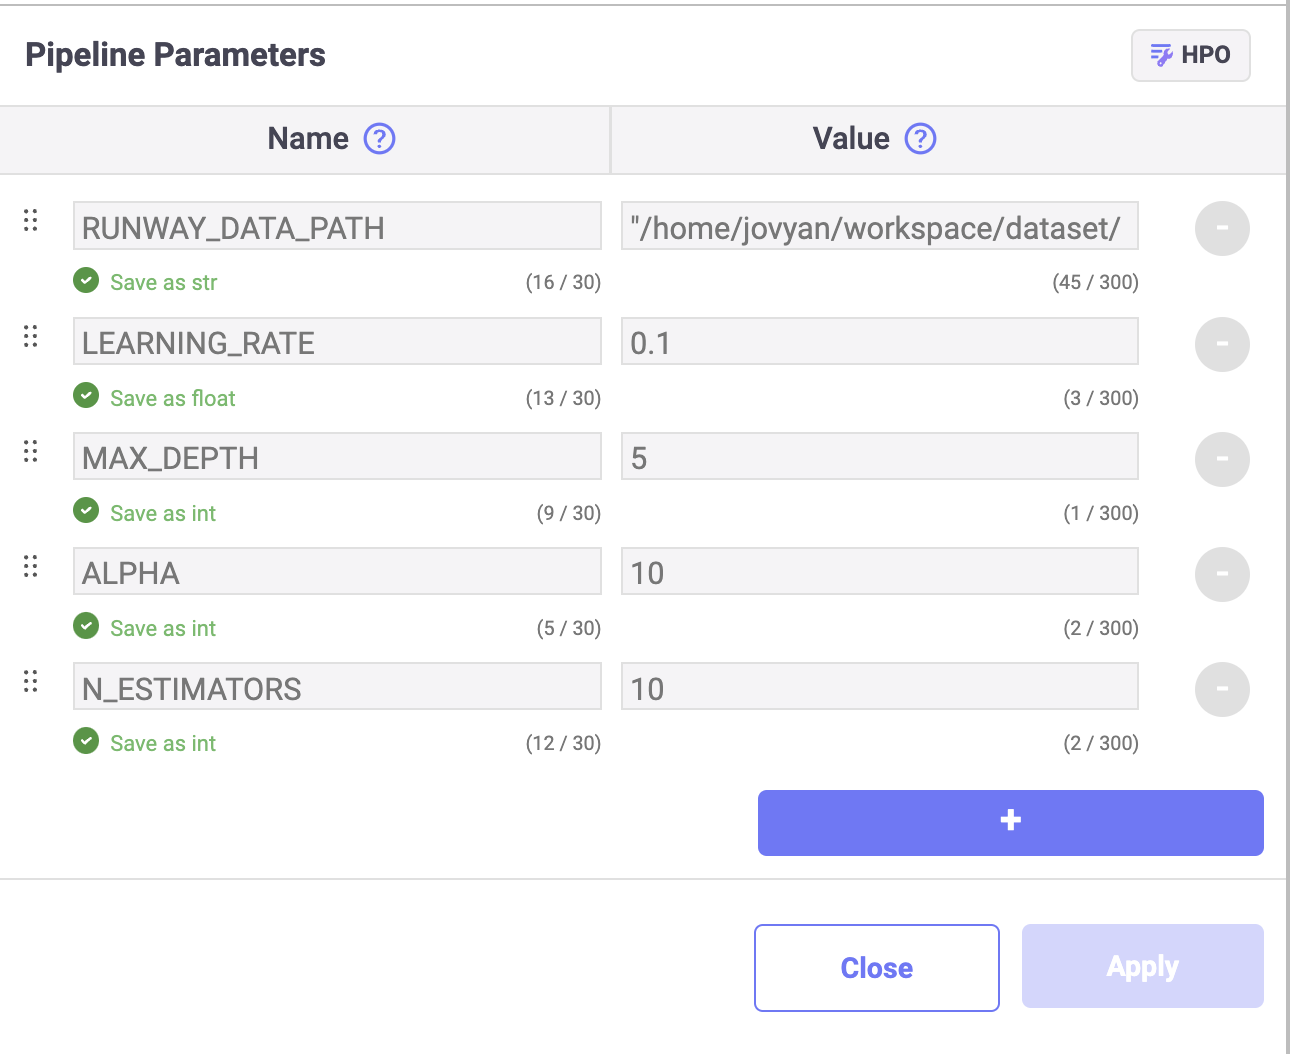 Pipeline Parameters
HPO
Name ? Value ?
RUNWAY_DATA_PATH "/home/jovyan/workspace/dataset/
Save as str (16 / 30) (45 / 300)
LEARNING_RATE 0.1
Save as float (13 / 30) (3 / 300)
MAX_DEPTH 5
Save as int (9 / 30) (1 / 300)
ALPHA 10
Save as int (5 / 30) (2 / 300)
N_ESTIMATORS 10
Save as int (12 / 30) (2 / 300)
+
Close Apply